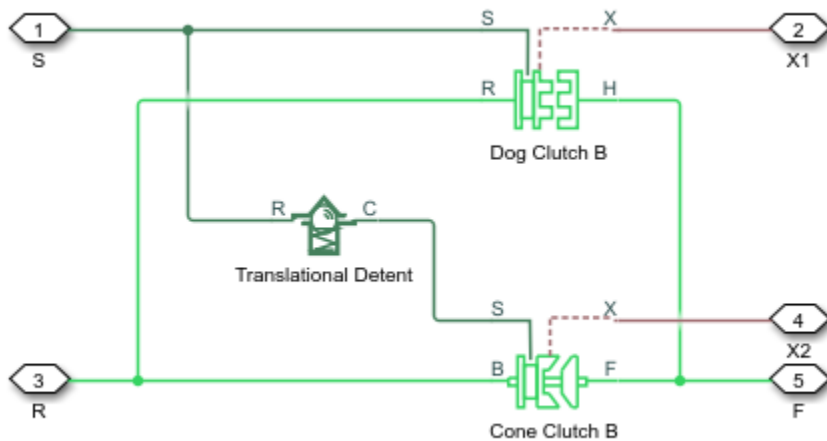 1 S X 2
S X1
R H
Dog Clutch B
R C
Translational Detent
S X 4
X2
3 B F 5
R F
Cone Clutch B